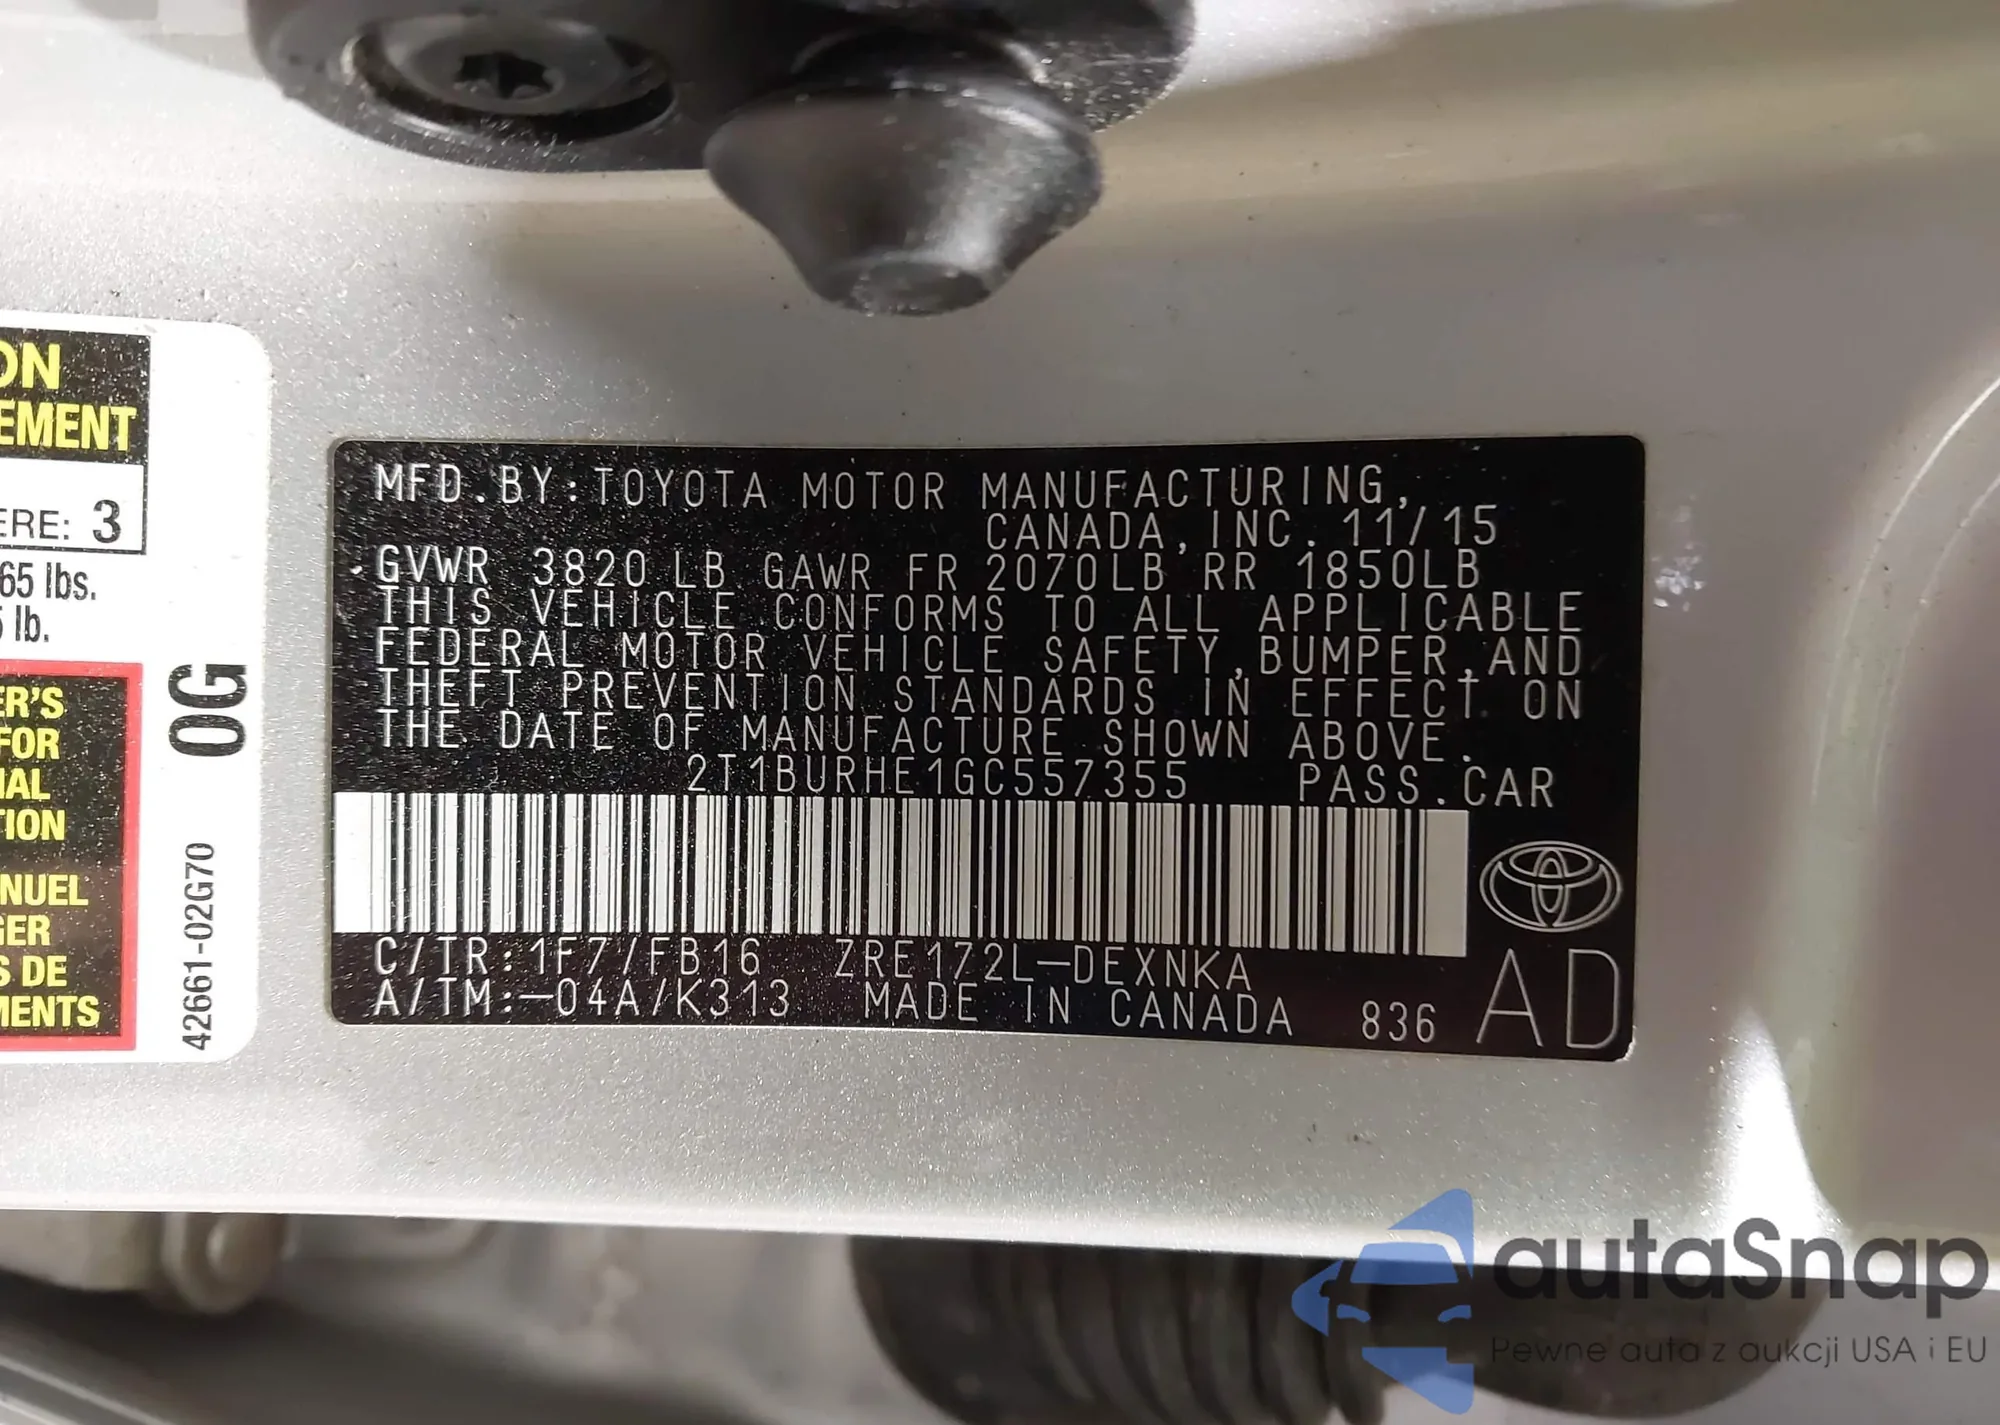 ON
EMENT
ERE: 3
65 lbs.
lb.
ER'S
FOR
TION
NUEL
GER
S DE
MENTS
0G
42661-02G70
MFD.BY:TOYOTA MOTOR MANUFACTURING,
CANADA,INC. 11/15
GVWR 3820 LB GAWR FR 2070LB RR 1850LB
THIS VEHICLE CONFORMS TO ALL APPLICABLE
FEDERAL MOTOR VEHICLE SAFETY,BUMPER,AND
THEFT PREVENTION STANDARDS IN EFFECT ON
THE DATE OF MANUFACTURE SHOWN ABOVE.
2T1BURHE1GC557355 PASS.CAR
C/TR:1F7/FB16 ZRE172L-DEXNKA
A/TM:-04A/K313 MADE IN CANADA 836 AD
autaSnap
Pewne auta z aukcji USA i EU